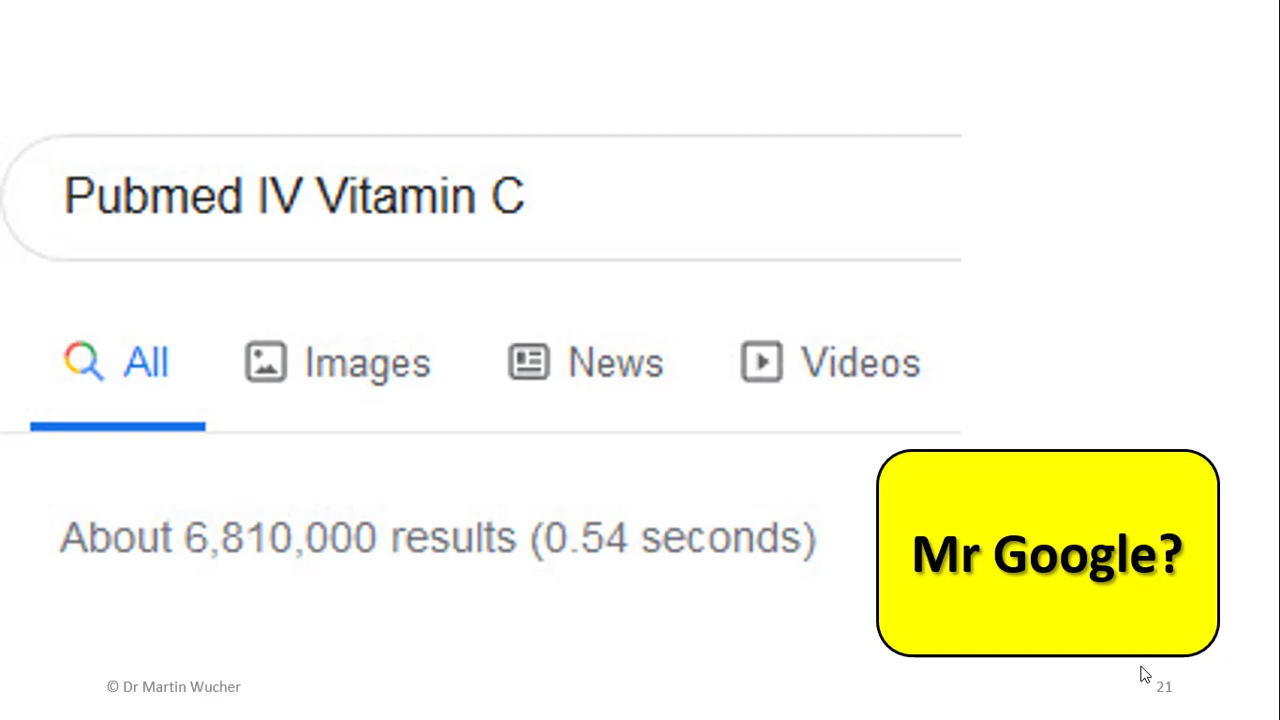 Pubmed IV Vitamin C
All Images News Videos
About 6,810,000 results (0.54 seconds)
Mr Google?
© Dr Martin Wucher
21